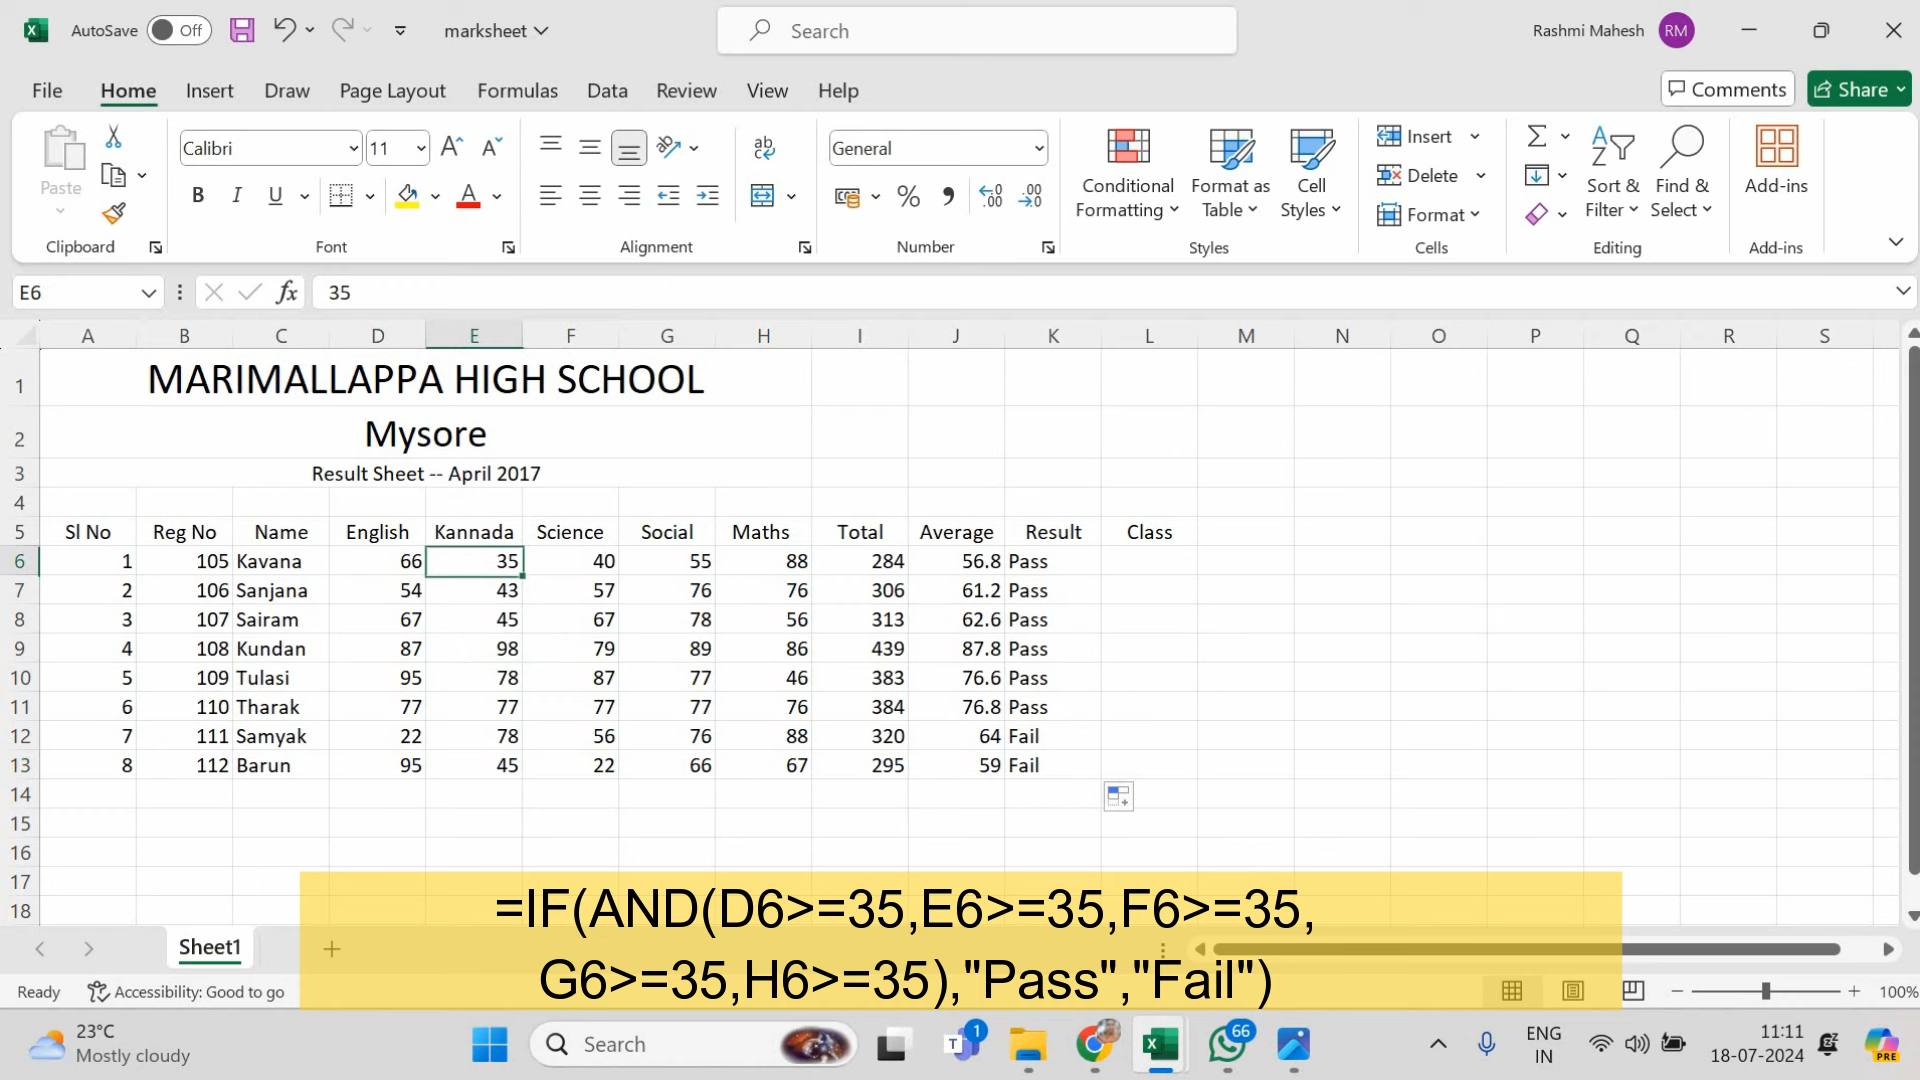 AutoSave Off marksheet Search Rashmi Mahesh RM
File Home Insert Draw Page Layout Formulas Data Review View Help Comments Share
Paste Calibri 11 General Conditional Formatting Format as Table Cell Styles Insert Delete Format Sort & Filter Find & Select Add-ins
B I U A ab c % 9 .00
Clipboard Font Alignment Number Styles Cells Editing Add-ins
E6 fx 35
A B C D E F G H I J K L M N O P Q R S
1 MARIMALLAPPA HIGH SCHOOL
2 Mysore
3 Result Sheet -- April 2017
4
5 Sl No Reg No Name English Kannada Science Social Maths Total Average Result Class
6 1 105 Kavana 66 35 40 55 88 284 56.8 Pass
7 2 106 Sanjana 54 43 57 76 76 306 61.2 Pass
8 3 107 Sairam 67 45 67 78 56 313 62.6 Pass
9 4 108 Kundan 87 98 79 89 86 439 87.8 Pass
10 5 109 Tulasi 95 78 87 77 46 383 76.6 Pass
11 6 110 Tharak 77 77 77 77 76 384 76.8 Pass
12 7 111 Samyak 22 78 56 76 88 320 64 Fail
13 8 112 Barun 95 45 22 66 67 295 59 Fail
14
15
16
17
18
=IF(AND(D6>=35,E6>=35,F6>=35,
G6>=35,H6>=35),"Pass","Fail")
Sheet1
Ready Accessibility: Good to go 100%
23°C
Mostly cloudy
Search T 1 66 ENG
IN
11:11
18-07-2024
PRE